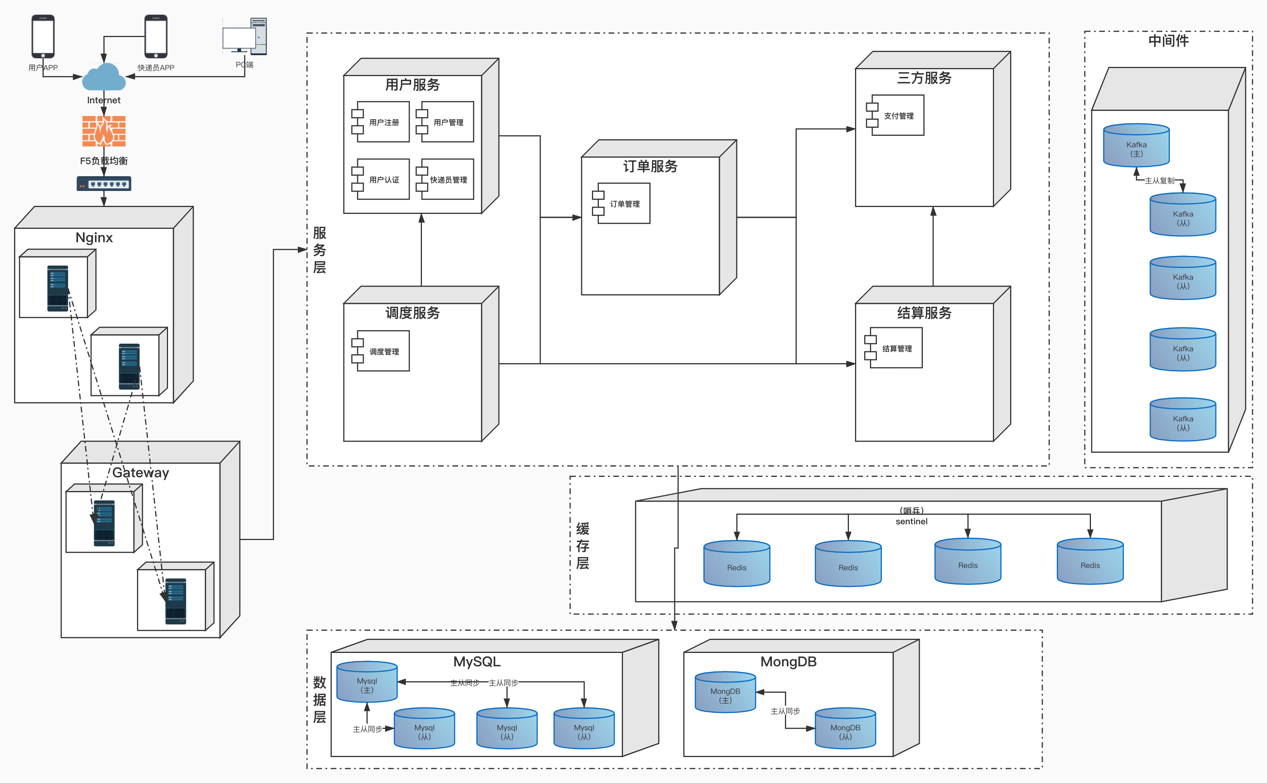 用户APP
快递员APP
PC端
Internet
F5负载均衡
Nginx
Gateway
服
务
层
用户服务
用户注册
用户管理
用户认证
快递员管理
订单服务
订单管理
三方服务
支付管理
调度服务
调度管理
结算服务
结算管理
中间件
Kafka
(主)
主从复制
Kafka
(从)
Kafka
(从)
Kafka
(从)
Kafka
(从)
缓
存
层
(哨兵)
sentinel
Redis
Redis
Redis
Redis
数
据
层
MySQL
Mysql
(主)
主从同步
主从同步
主从同步
Mysql
(从)
Mysql
(从)
Mysql
(从)
MongDB
MongDB
(主)
主从同步
MongDB
(从)